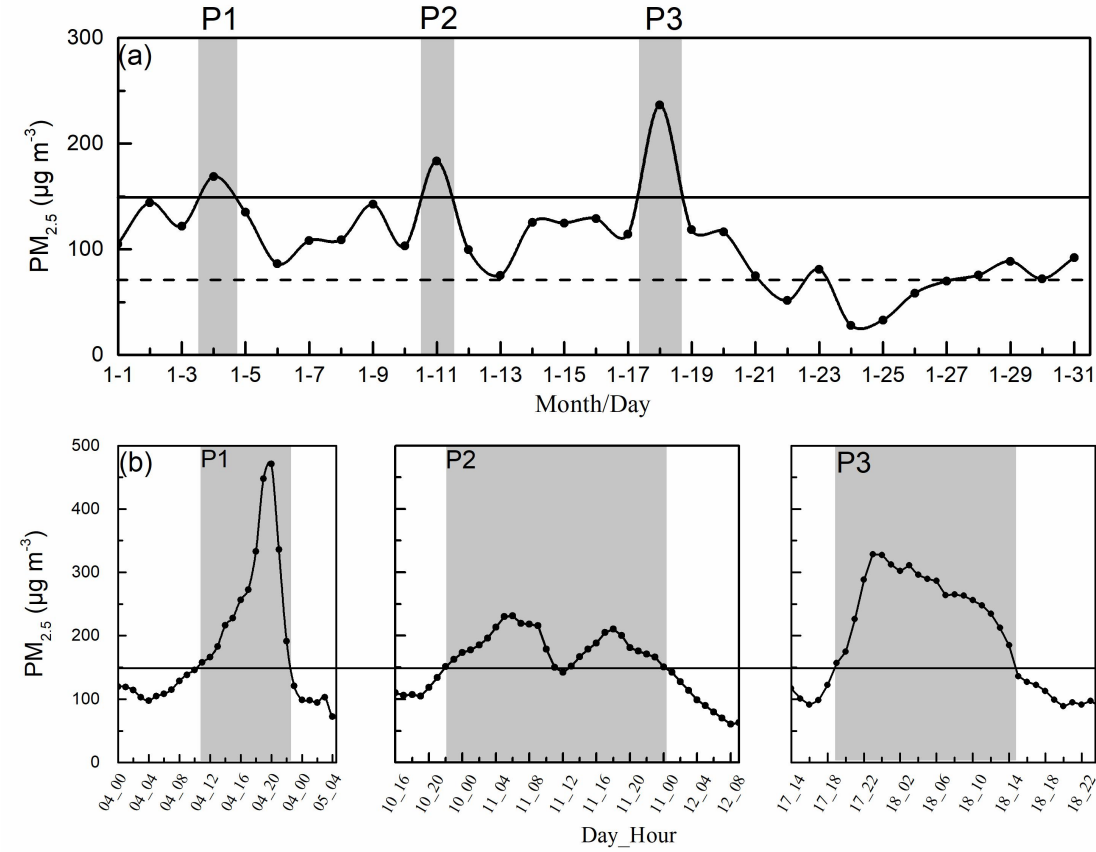 P1 P2 P3
(a)
300
200
100
0
PM2.5 (µg m-3)
1-1 1-3 1-5 1-7 1-9 1-11 1-13 1-15 1-17 1-19 1-21 1-23 1-25 1-27 1-29 1-31
Month/Day
(b) P1 P2 P3
500
400
300
200
100
0
PM2.5 (µg m-3)
04_00 04_04 04_08 04_12 04_16 04_20 04_00 05_04
10_16 10_20 10_00 11_04 11_08 11_12 11_16 11_20 11_00 12_04 12_08
17_14 17_18 17_22 18_02 18_06 18_10 18_14 18_18 18_22
Day_Hour